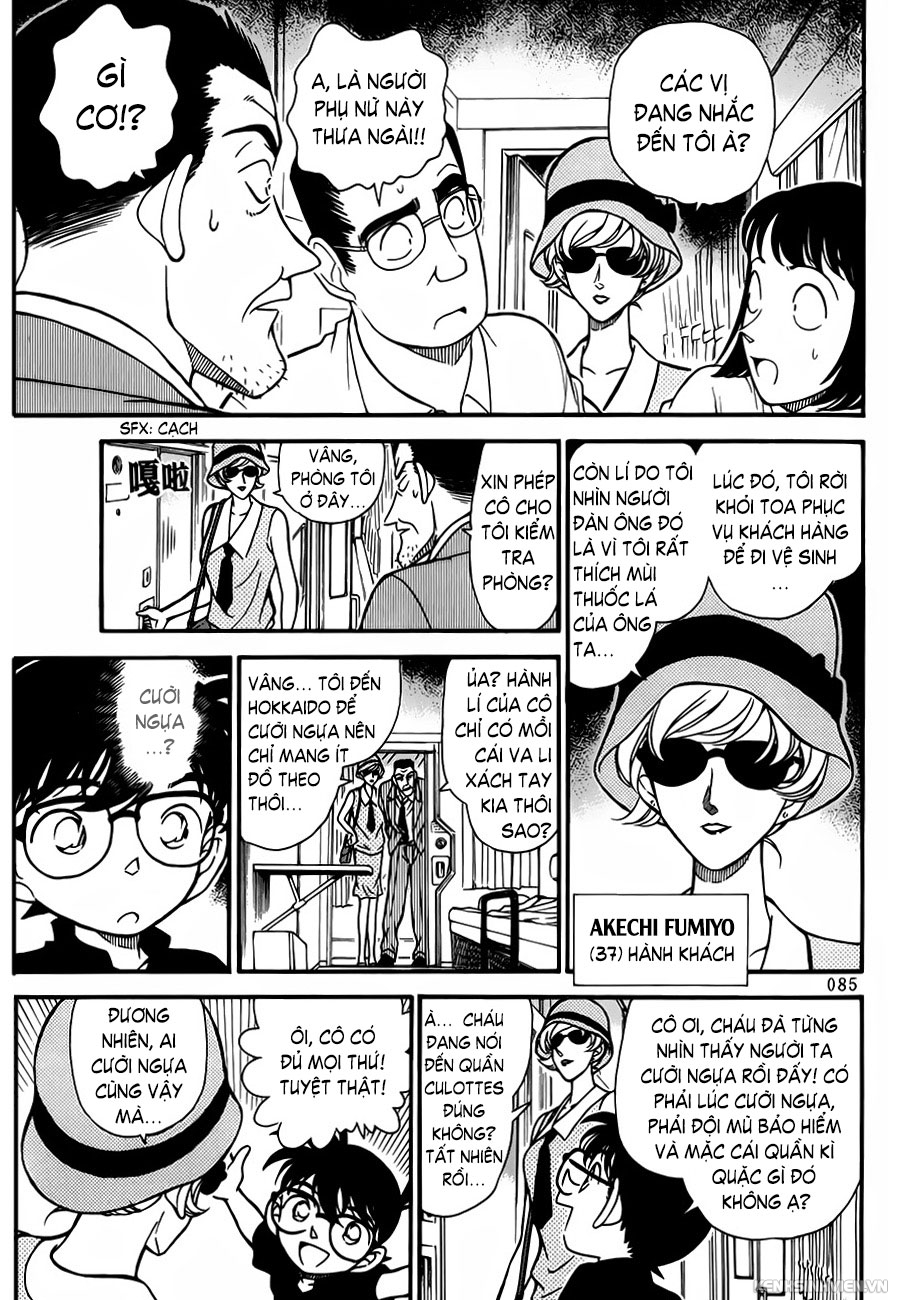 CÁC VỊ
ĐANG NHẮC
ĐẾN TÔI À?
A, LÀ NGƯỜI
PHỤ NỮ NÀY
THƯA NGÀI!!
GÌ
CƠ!?
SFX: CẠCH
LÚC ĐÓ, TÔI RỜI
KHỎI TOA PHỤC
VỤ KHÁCH HÀNG
ĐỂ ĐI VỆ SINH
...
CÒN LÍ DO TÔI
NHÌN NGƯỜI
ĐÀN ÔNG ĐÓ
LÀ VÌ TÔI RẤT
THÍCH MÙI
THUỐC LÁ
CỦA ÔNG
TA...
AKECHI FUMIYO
(37) HÀNH KHÁCH
XIN PHÉP
CÔ CHO
TÔI KIỂM
TRA
PHÒNG?
VÂNG,
PHÒNG TÔI
Ở ĐÂY...
嘎啦
ỦA? HÀNH
LÍ CỦA CÔ
CHỈ CÓ MỖI
CÁI VA LI
XÁCH TAY
KIA THÔI
SAO?
VÂNG... TÔI ĐẾN
HOKKAIDO ĐỂ
CƯỠI NGỰA NÊN
CHỈ MANG ÍT
ĐỒ THEO
THÔI...
CƯỠI
NGỰA
...?
085
CÔ ƠI, CHÁU ĐÃ TỪNG
NHÌN THẤY NGƯỜI TA
CƯỠI NGỰA RỒI ĐẤY! CÓ
PHẢI LÚC CƯỠI NGỰA,
PHẢI ĐỘI MŨ BẢO HIỂM
VÀ MẶC CÁI QUẦN KÌ
QUẶC GÌ ĐÓ
KHÔNG Ạ?
À... CHÁU
ĐANG NÓI
ĐẾN QUẦN
CULOTTES
ĐÚNG
KHÔNG?
TẤT NHIÊN
RỒI...
ÔI, CÔ CÓ
ĐỦ MỌI THỨ!
TUYỆT THẬT!
ĐƯƠNG
NHIÊN, AI
CƯỠI NGỰA
CŨNG VẬY
MÀ...
KENHSINHVIEN.VN